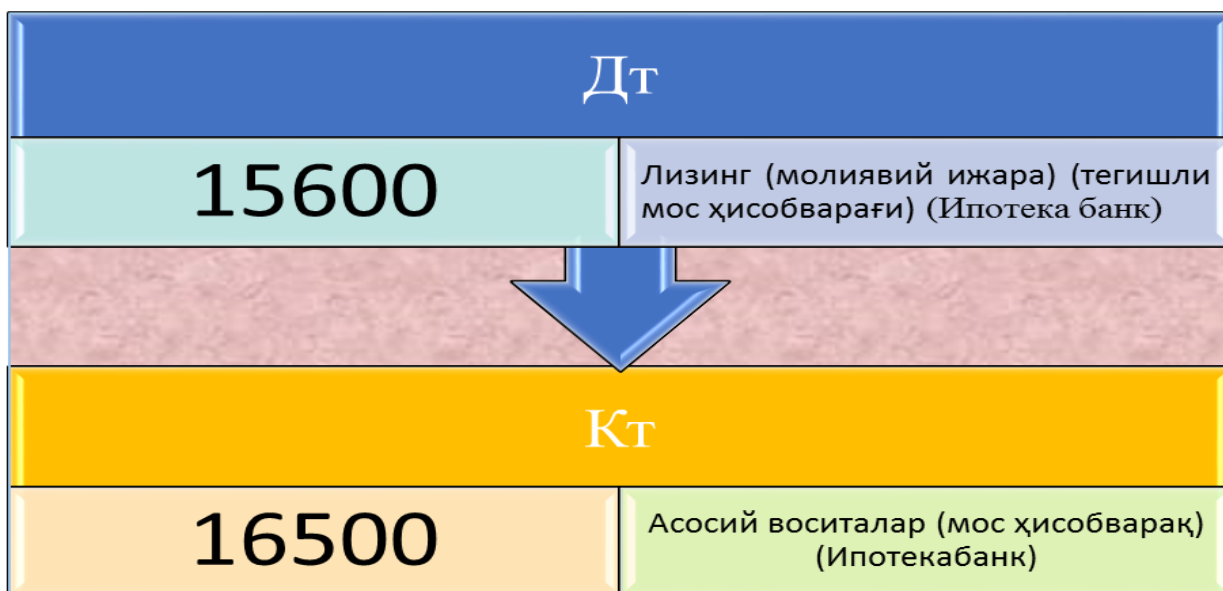 Дт
15600
Лизинг (молиявий ижара) (тегишли
мос ҳисобварағи) (Ипотека банк)
Кт
16500
Асосий воситалар (мос ҳисобварақ)
(Ипотекабанк)